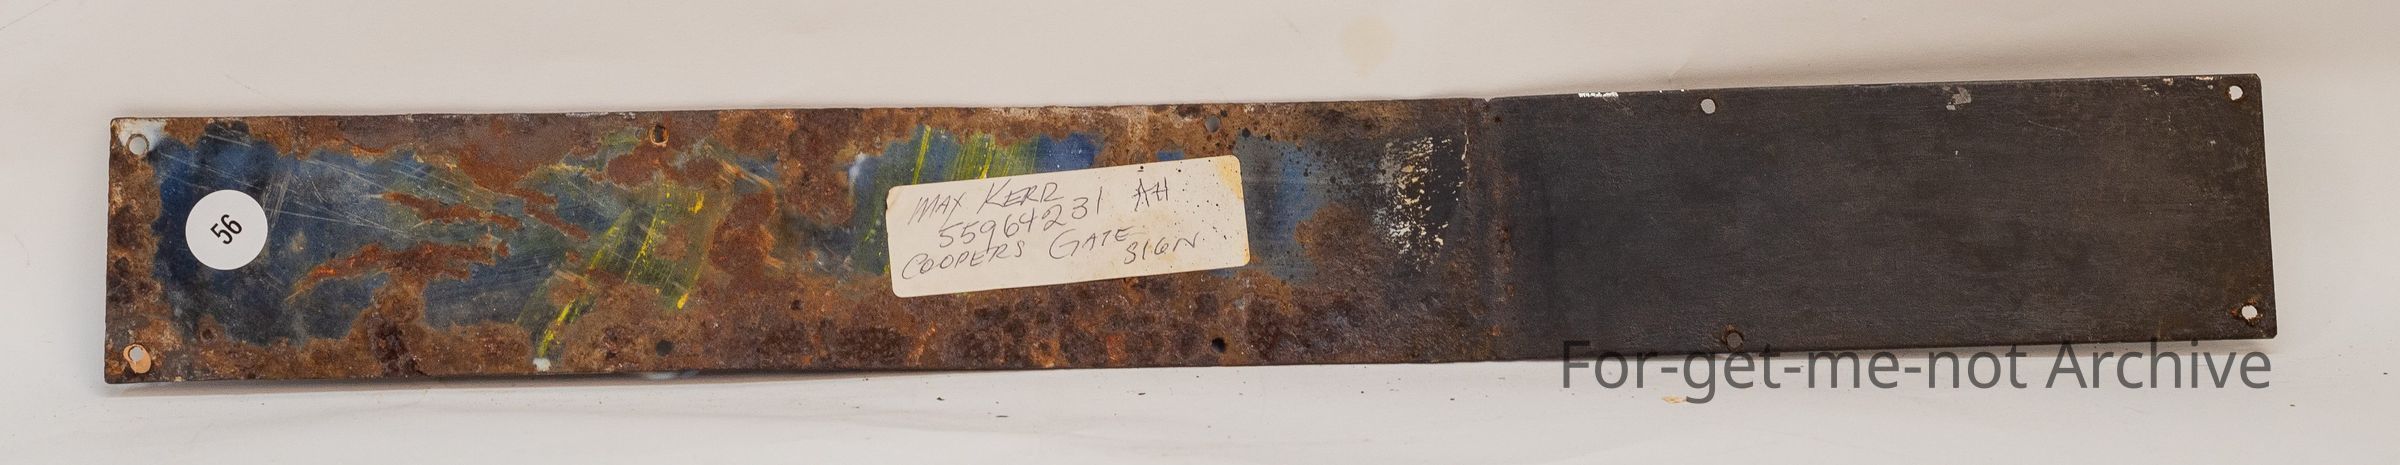 56
MAX KERR
55964231 AH
COOPERS GATE
SIGN
For-get-me-not Archive